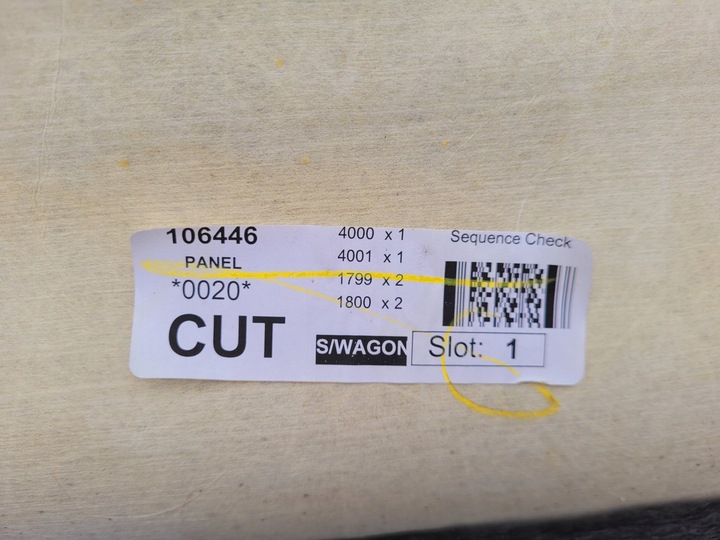 106446
PANEL
*0020*
CUT
4000 x 1
4001 x 1
1799 x 2
1800 x 2
S/WAGON
Sequence Check
Slot: 1